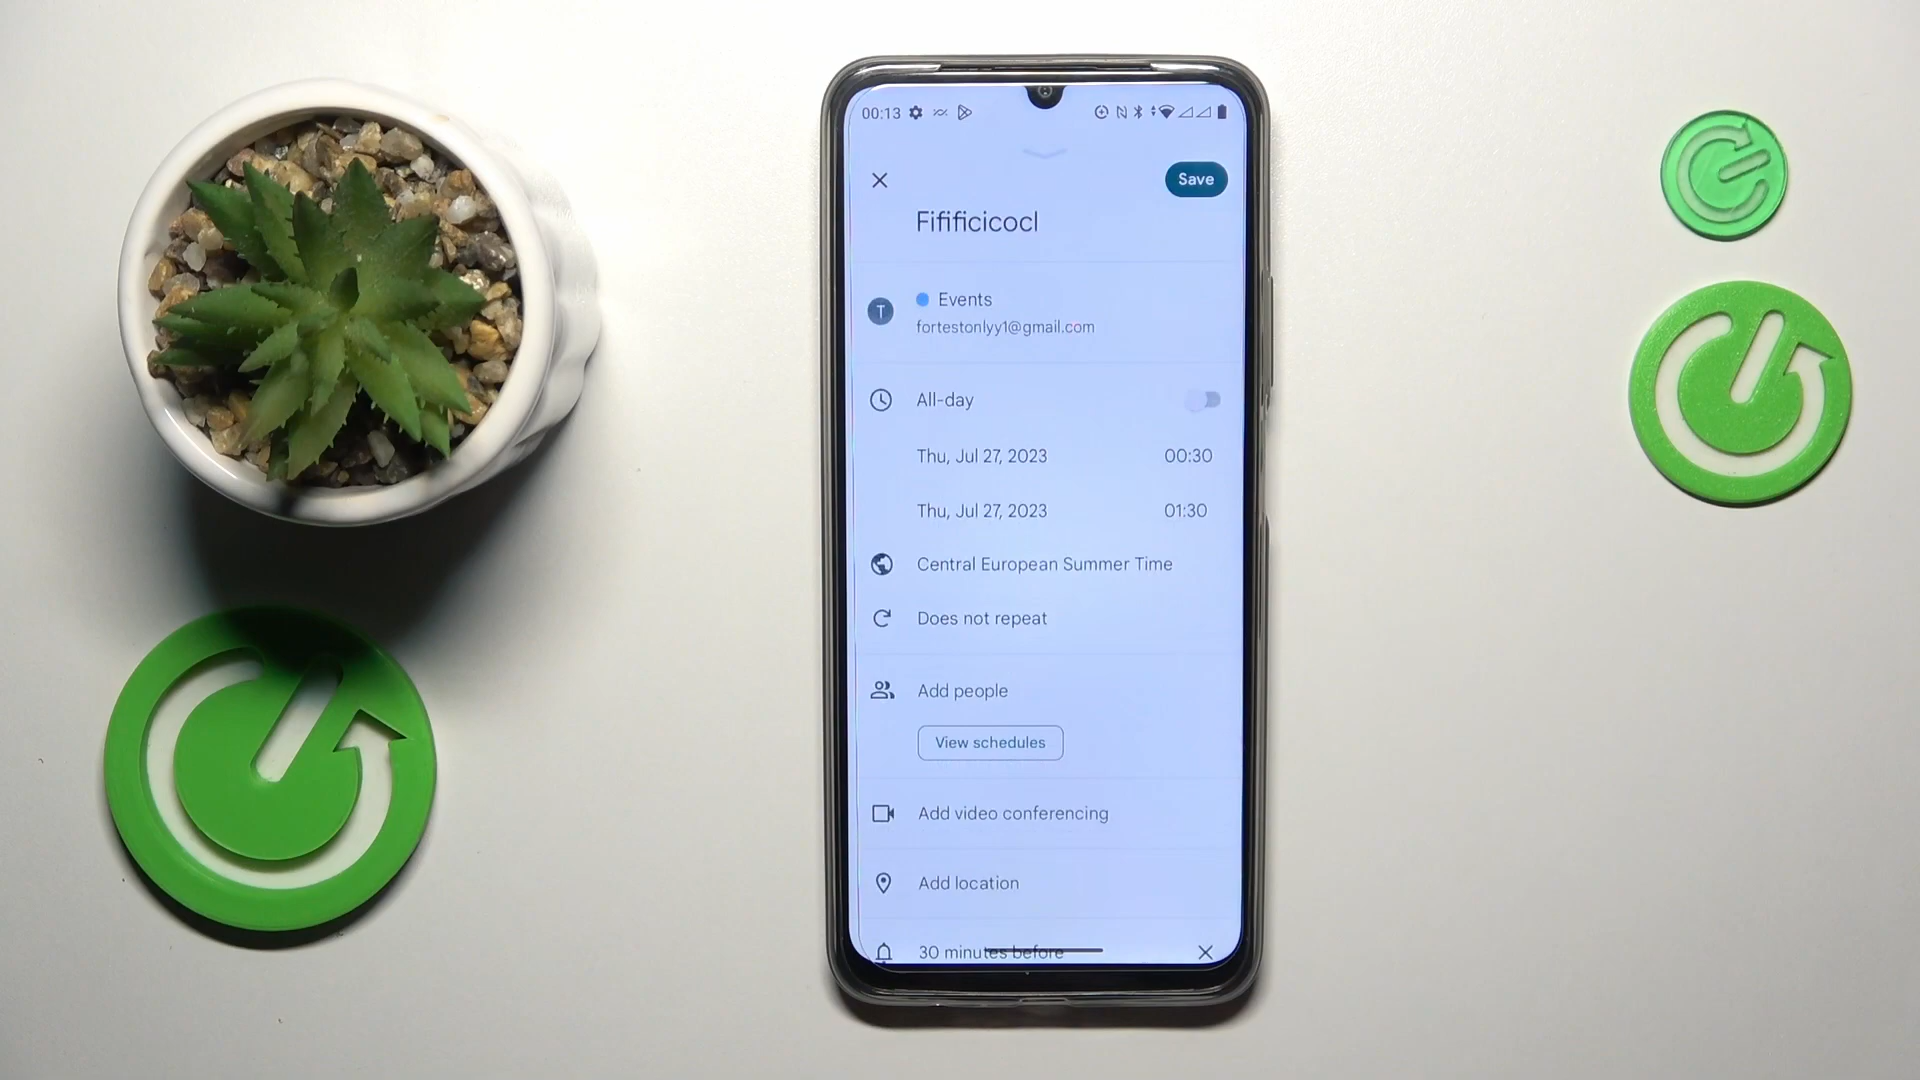 00:13
Save
Fifificicocl
Events
T
fortestonlyy1@gmail.com
All-day
Thu, Jul 27, 2023 00:30
Thu, Jul 27, 2023 01:30
Central European Summer Time
Does not repeat
Add people
View schedules
Add video conferencing
Add location
30 minutes before